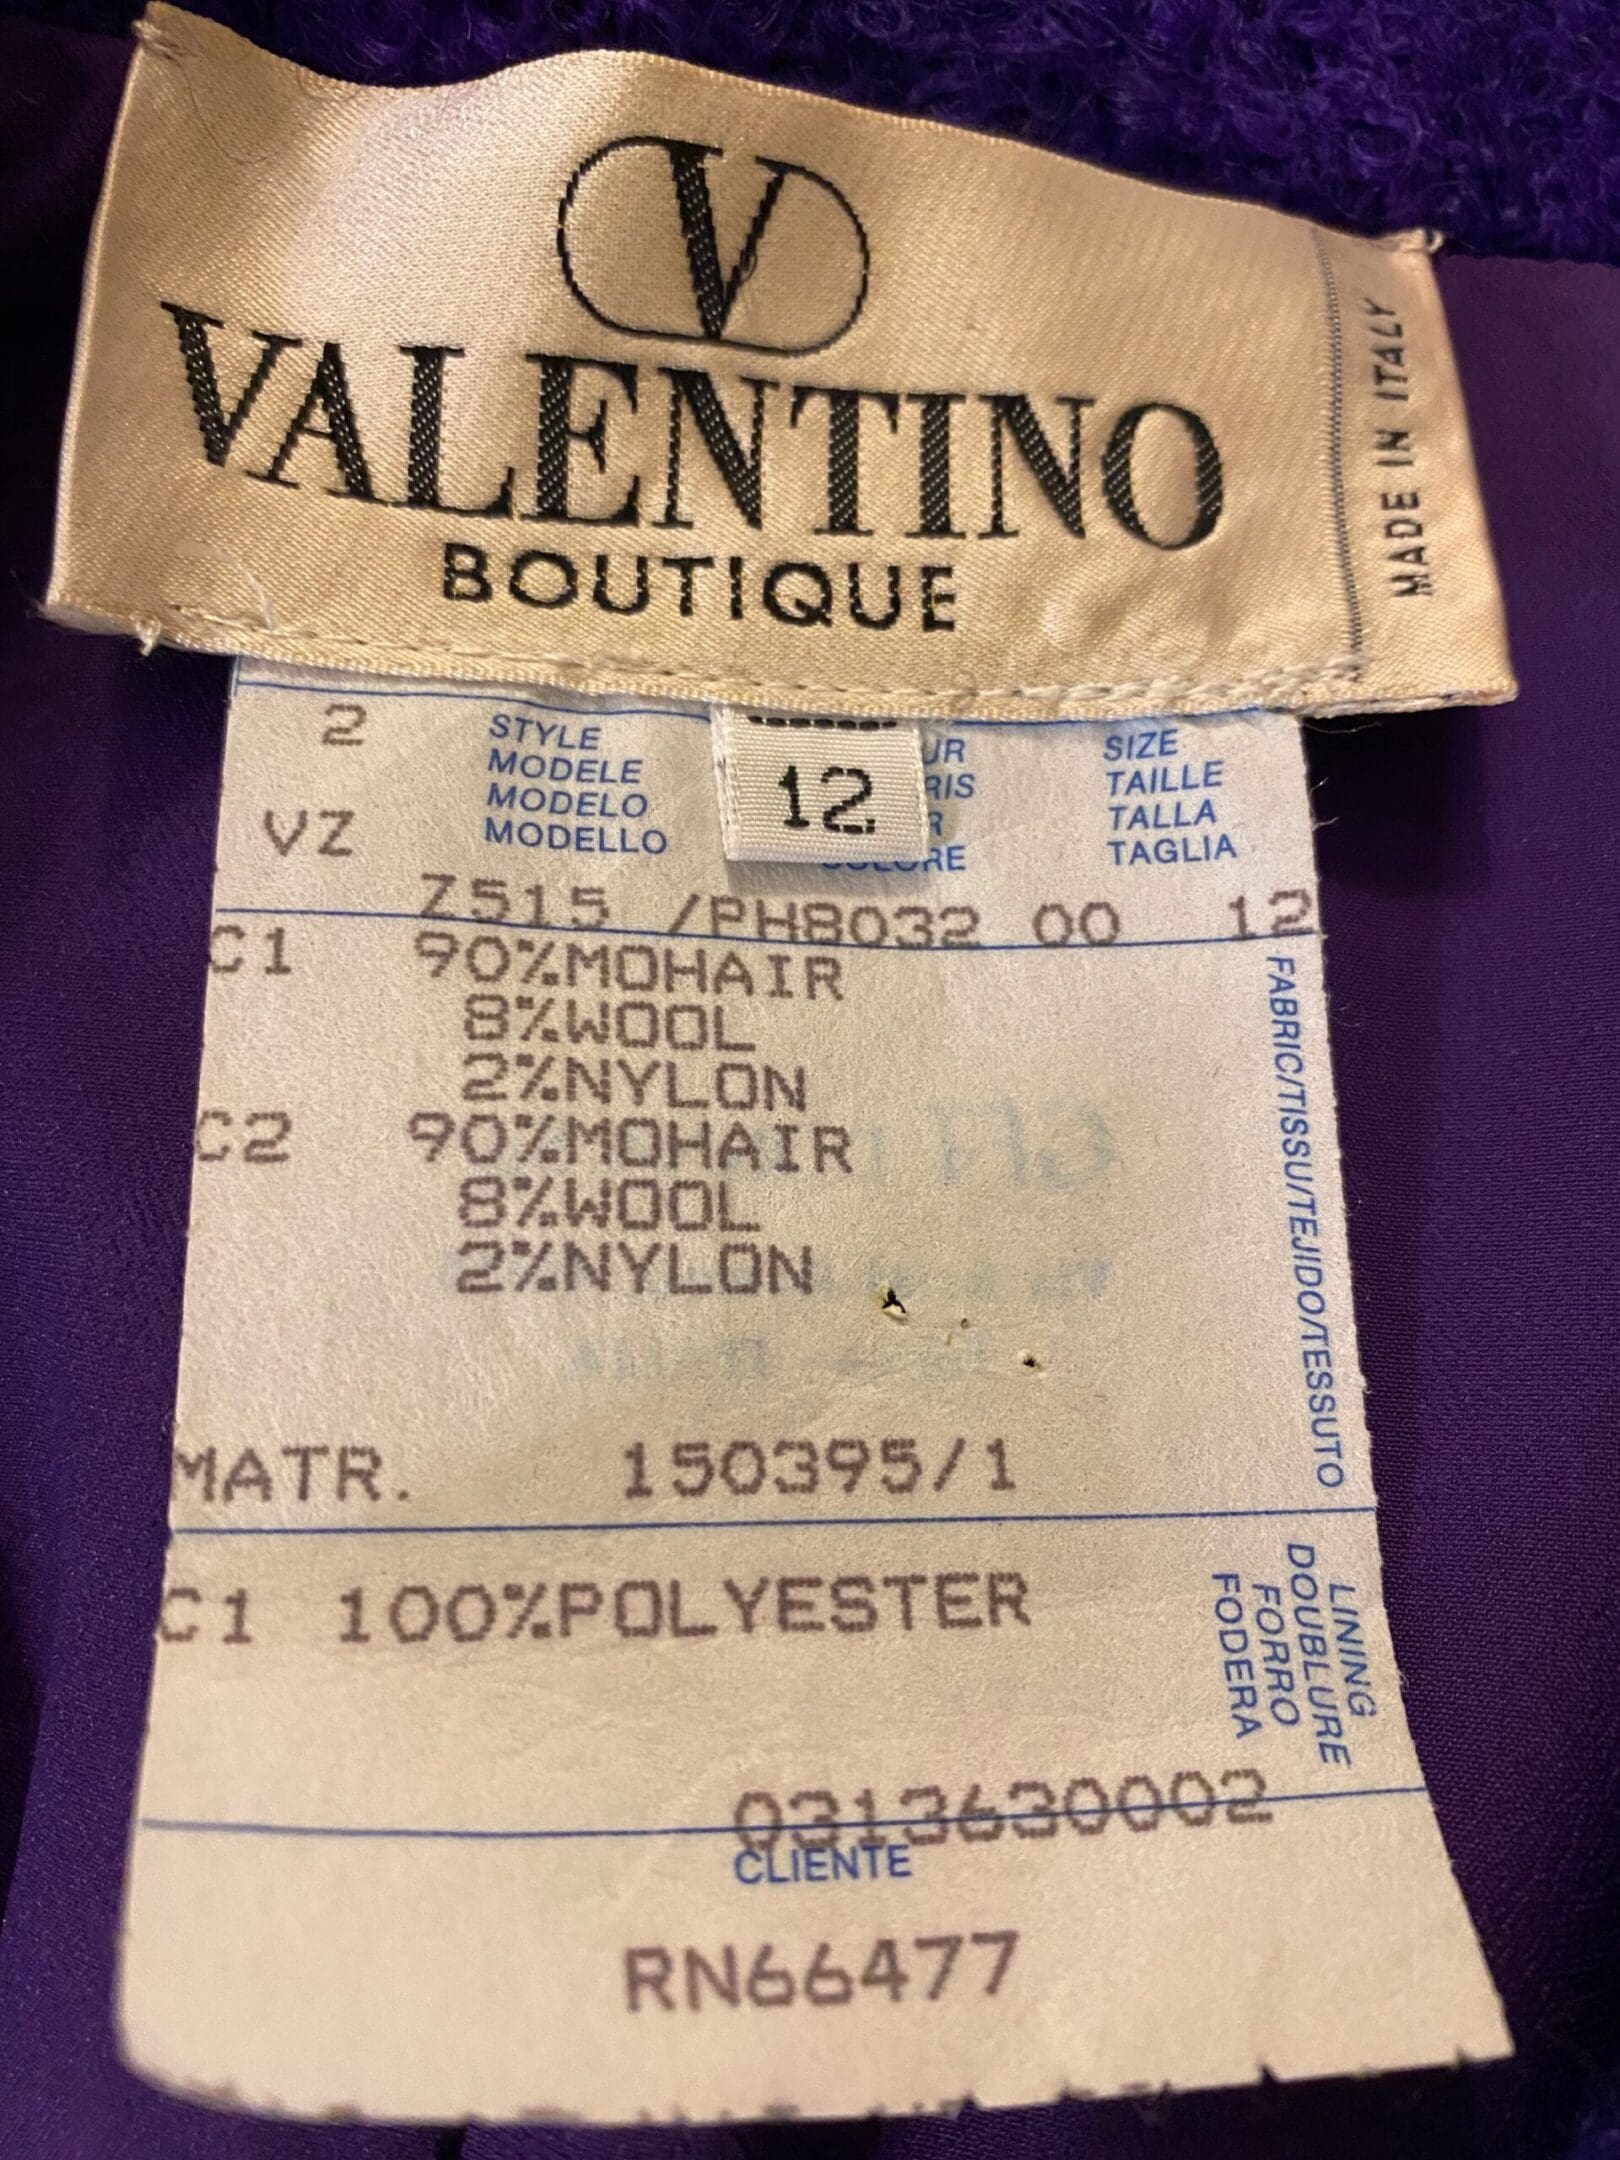 V
VALENTINO
BOUTIQUE
MADE IN ITALY
12
2
VZ
STYLE
MODELE
MODELO
MODELLO
SIZE
TAILLE
TALLA
TAGLIA
Z515 /PH8032 00 12
C1 90%MOHAIR
8%WOOL
2%NYLON
C2 90%MOHAIR
8%WOOL
2%NYLON
FABRIC/TISSU/TEJIDO/TESSUTO
MATR. 150395/1
C1 100%POLYESTER
LINING
DOUBLURE
FORRO
FODERA
0313630002
CLIENTE
RN66477